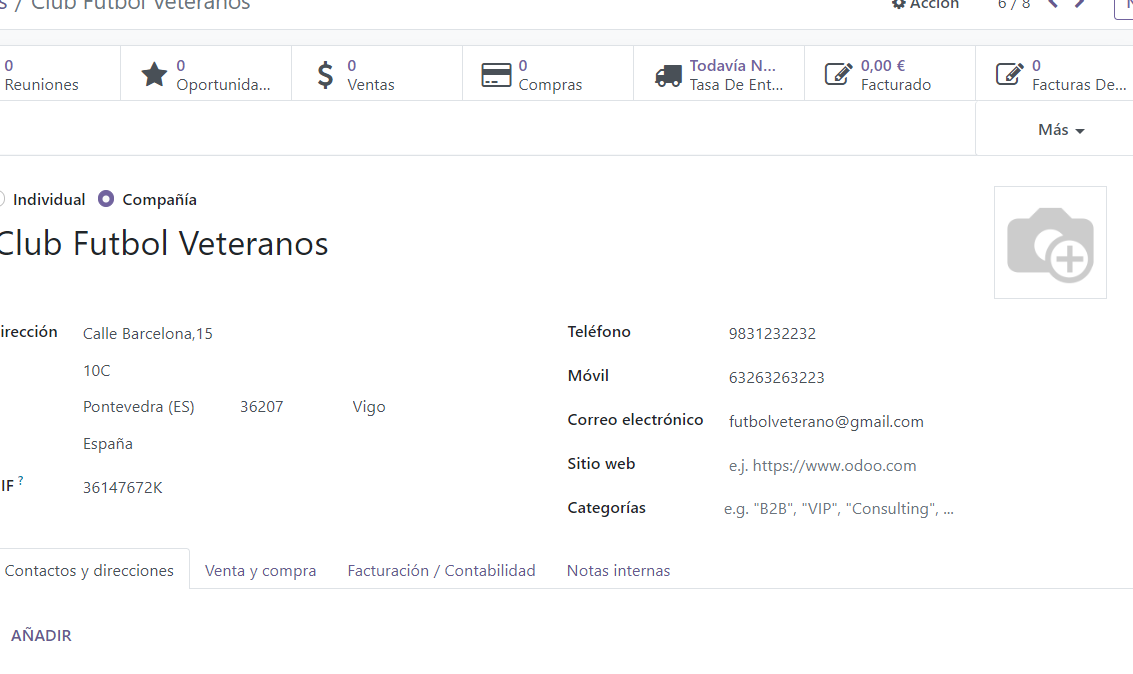 s / Club Futbol Veteranos
Acción 6 / 8
0 Reuniones
0 Oportunida...
0 Ventas
0 Compras
Todavía N... Tasa De Ent...
0,00 € Facturado
0 Facturas De...
Más
Individual Compañía
Club Futbol Veteranos
irección Calle Barcelona,15
10C
Pontevedra (ES) 36207 Vigo
España
IF ? 36147672K
Teléfono 9831232232
Móvil 63263263223
Correo electrónico futbolveterano@gmail.com
Sitio web e.j. https://www.odoo.com
Categorías e.g. "B2B", "VIP", "Consulting", ...
Contactos y direcciones Venta y compra Facturación / Contabilidad Notas internas
AÑADIR